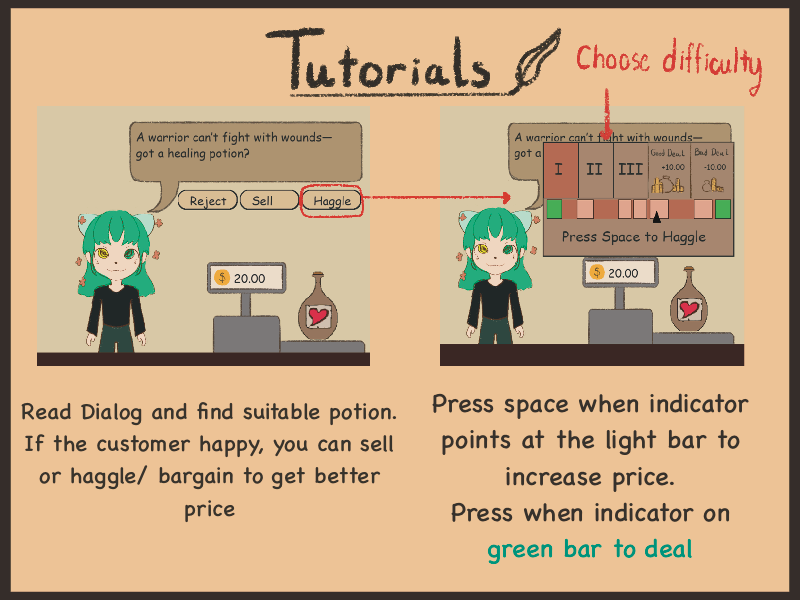 Tutorials
Choose difficulty
A warrior can't fight with wounds—
got a healing potion?
Reject
Sell
Haggle
$ 20.00
Read Dialog and find suitable potion.
If the customer happy, you can sell
or haggle/ bargain to get better
price
A warrior can't fight with wounds—
got a
I
II
III
Good Deal
+10.00
Bad Deal
-10.00
Press Space to Haggle
$ 20.00
Press space when indicator
points at the light bar to
increase price.
Press when indicator on
green bar to deal